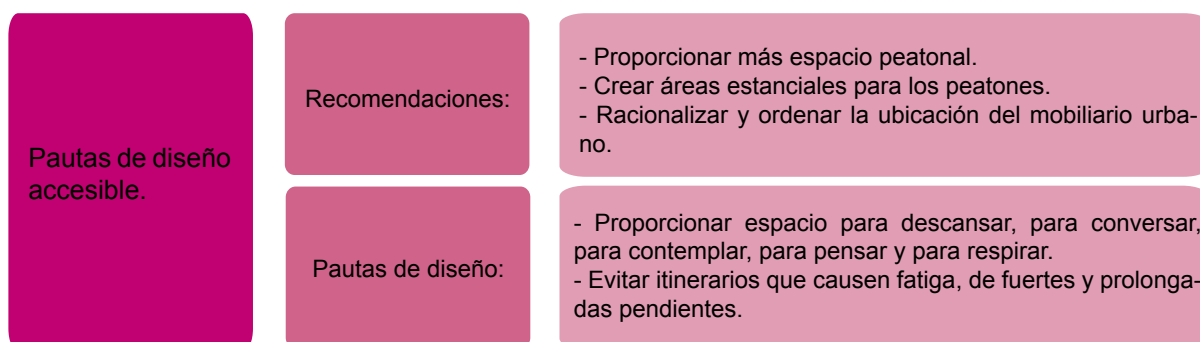 Pautas de diseño
accesible.
Recomendaciones:
- Proporcionar más espacio peatonal.
- Crear áreas estanciales para los peatones.
- Racionalizar y ordenar la ubicación del mobiliario urba-
no.
Pautas de diseño:
- Proporcionar espacio para descansar, para conversar,
para contemplar, para pensar y para respirar.
- Evitar itinerarios que causen fatiga, de fuertes y prolonga-
das pendientes.